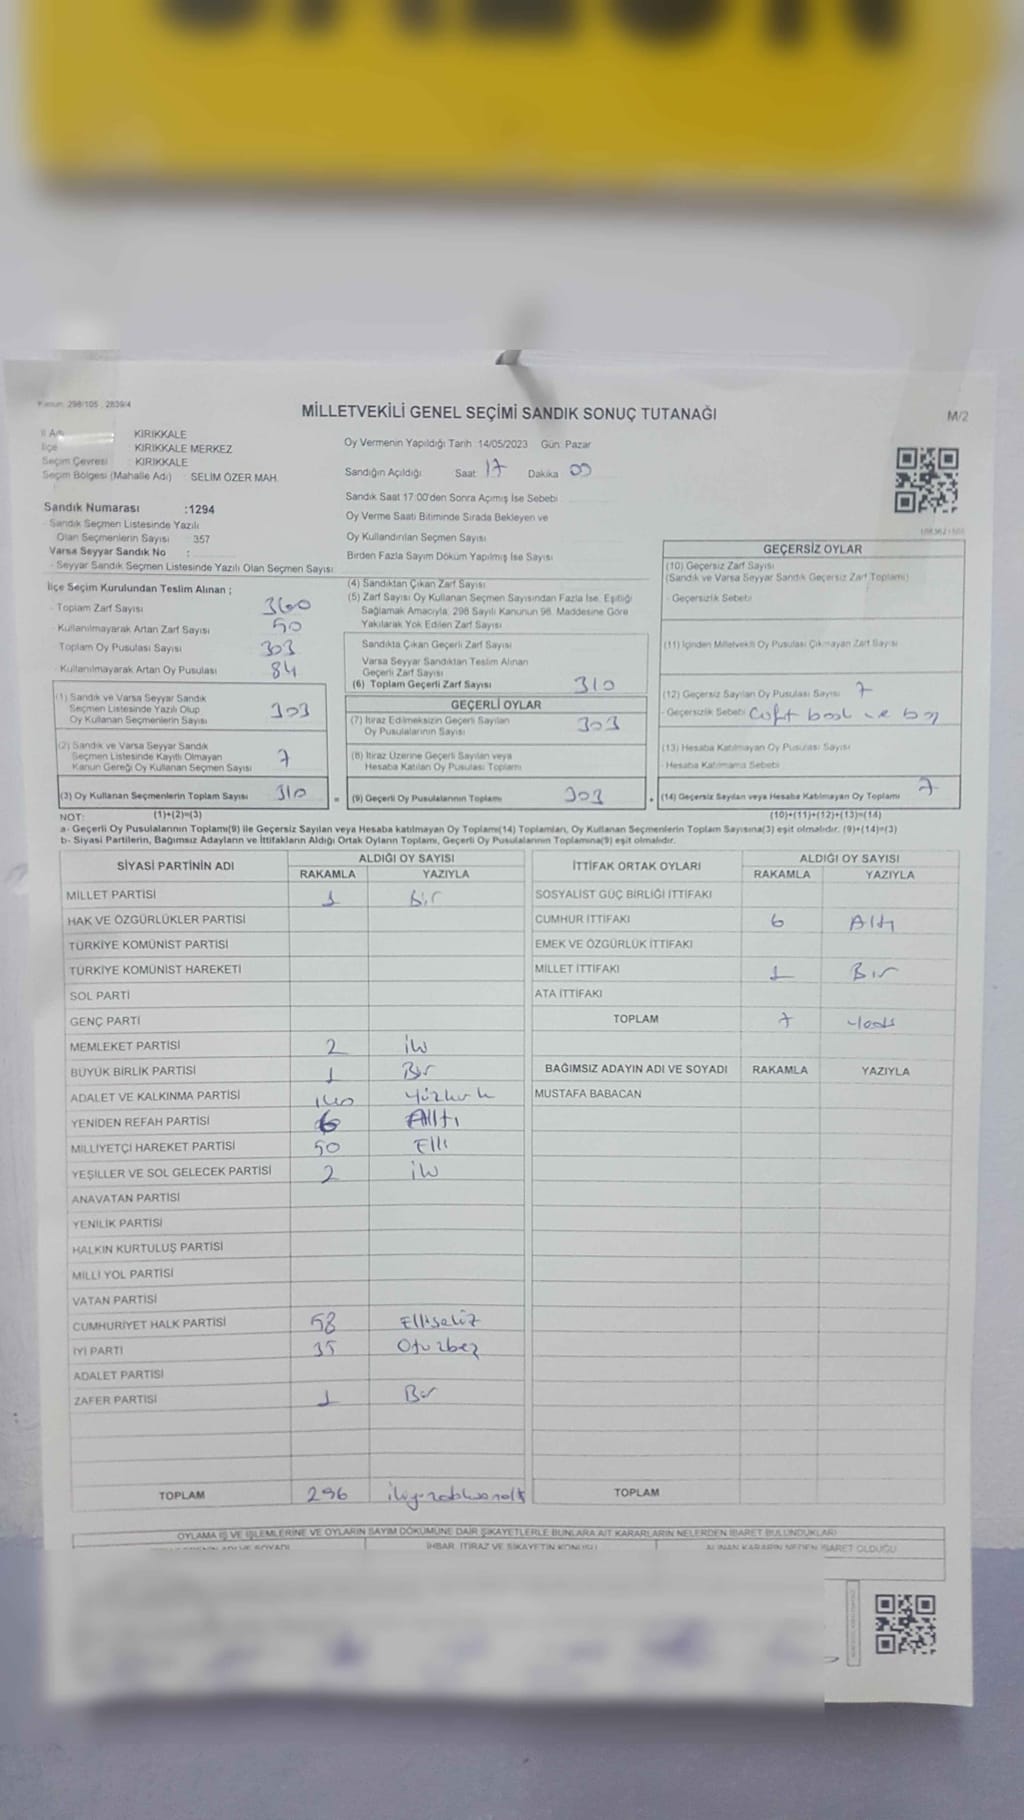 Kanun: 298/105 , 2839/4
MİLLETVEKİLİ GENEL SEÇİMİ SANDIK SONUÇ TUTANAĞI
M/2
İl Adı KIRIKKALE
İlçe KIRIKKALE MERKEZ
Seçim Çevresi : KIRIKKALE
Seçim Bölgesi (Mahalle Adı) : SELİM ÖZER MAH.
Oy Vermenin Yapıldığı Tarih :14/05/2023 Gün: Pazar
Sandığın Açıldığı Saat: 17 Dakika 00
Sandık Saat 17:00'den Sonra Açımış İse Sebebi
Oy Verme Saati Bitiminde Sırada Bekleyen ve
Oy Kullandırılan Seçmen Sayısı
Birden Fazla Sayım Döküm Yapılmış İse Sayısı
Sandık Numarası :1294
- Sandık Seçmen Listesinde Yazılı
Olan Seçmenlerin Sayısı : 357
Varsa Seyyar Sandık No :
- Seyyar Sandık Seçmen Listesinde Yazılı Olan Seçmen Sayısı
İlçe Seçim Kurulundan Teslim Alınan ;
- Toplam Zarf Sayısı 360
- Kullanılmayarak Artan Zarf Sayısı 50
Toplam Oy Pusulası Sayısı 303
- Kullanılmayarak Artan Oy Pusulası 84
(1) Sandık ve Varsa Seyyar Sandık
Seçmen Listesinde Yazılı Olup
Oy Kullanan Seçmenlerin Sayısı 303
(2) Sandık ve Varsa Seyyar Sandık
Seçmen Listesinde Kayıtlı Olmayan
Kanun Gereği Oy Kullanan Seçmen Sayısı 7
(3) Oy Kullanan Seçmenlerin Toplam Sayısı 310
(4) Sandıktan Çıkan Zarf Sayısı
(5) Zarf Sayısı Oy Kullanan Seçmen Sayısından Fazla İse, Eşitliği
Sağlamak Amacıyla, 298 Sayılı Kanunun 98. Maddesine Göre
Yakılarak Yok Edilen Zarf Sayısı
Sandıkta Çıkan Geçerli Zarf Sayısı
Varsa Seyyar Sandıktan Teslim Alınan
Geçerli Zarf Sayısı
(6) Toplam Geçerli Zarf Sayısı 310
GEÇERLİ OYLAR
(7) İtiraz Edilmeksizin Geçerli Sayılan
Oy Pusulalarının Sayısı 303
(8) İtiraz Üzerine Geçerli Sayılan veya
Hesaba Katılan Oy Pusulası Toplamı
= (9) Geçerli Oy Pusulalarının Toplamı 303
GEÇERSİZ OYLAR
(10) Geçersiz Zarf Sayısı
(Sandık ve Varsa Seyyar Sandık Geçersiz Zarf Toplamı)
- Geçersizlik Sebebi
(11) İçinden Milletvekili Oy Pusulası Çıkmayan Zarf Sayısı
(12) Geçersiz Sayılan Oy Pusulası Sayısı 7
- Geçersizlik Sebebi Çift bask ve boş
(13) Hesaba Katılmayan Oy Pusulası Sayısı
- Hesaba Katılmama Sebebi
+ (14) Geçersiz Sayılan veya Hesaba Katılmayan Oy Toplamı 7
NOT: (1)+(2)=(3) (10)+(11)+(12)+(13)=(14)
a- Geçerli Oy Pusulalarının Toplamı(9) ile Geçersiz Sayılan veya Hesaba katılmayan Oy Toplamı(14) Toplamları, Oy Kullanan Seçmenlerin Toplam Sayısına(3) eşit olmalıdır. (9)+(14)=(3)
b- Siyasi Partilerin, Bağımsız Adayların ve İttifakların Aldığı Ortak Oyların Toplamı, Geçerli Oy Pusulalarının Toplamına(9) eşit olmalıdır.
SİYASİ PARTİNİN ADI ALDIĞI OY SAYISI
RAKAMLA YAZIYLA
MİLLET PARTİSİ 1 Bir
HAK VE ÖZGÜRLÜKLER PARTİSİ
TÜRKİYE KOMÜNİST PARTİSİ
TÜRKİYE KOMÜNİST HAREKETİ
SOL PARTİ
GENÇ PARTİ
MEMLEKET PARTİSİ 2 iki
BÜYÜK BİRLİK PARTİSİ 1 Bir
ADALET VE KALKINMA PARTİSİ 140 Yüzkırk
YENİDEN REFAH PARTİSİ 6 Altı
MİLLİYETÇİ HAREKET PARTİSİ 50 Elli
YEŞİLLER VE SOL GELECEK PARTİSİ 2 iki
ANAVATAN PARTİSİ
YENİLİK PARTİSİ
HALKIN KURTULUŞ PARTİSİ
MİLLİ YOL PARTİSİ
VATAN PARTİSİ
CUMHURİYET HALK PARTİSİ 58 Ellisekiz
İYİ PARTİ 35 Otuzbeş
ADALET PARTİSİ
ZAFER PARTİSİ 1 Bir
TOPLAM 296 ikiyüzdoksanaltı
İTTİFAK ORTAK OYLARI ALDIĞI OY SAYISI
RAKAMLA YAZIYLA
SOSYALİST GÜÇ BİRLİĞİ İTTİFAKI
CUMHUR İTTİFAKI 6 Altı
EMEK VE ÖZGÜRLÜK İTTİFAKI
MİLLET İTTİFAKI 1 Bir
ATA İTTİFAKI
TOPLAM 7 Yedi
BAĞIMSIZ ADAYIN ADI VE SOYADI RAKAMLA YAZIYLA
MUSTAFA BABACAN
TOPLAM
OYLAMA İŞ VE İŞLEMLERİNE VE OYLARIN SAYIM DÖKÜMÜNE DAİR ŞİKAYETLERLE BUNLARA AİT KARARLARIN NELERDEN İBARET BULUNDUKLARI
İHBAR, İTİRAZ VE ŞİKAYETİN KONUSU ALINAN KARARIN NEDEN İBARET OLDUĞU